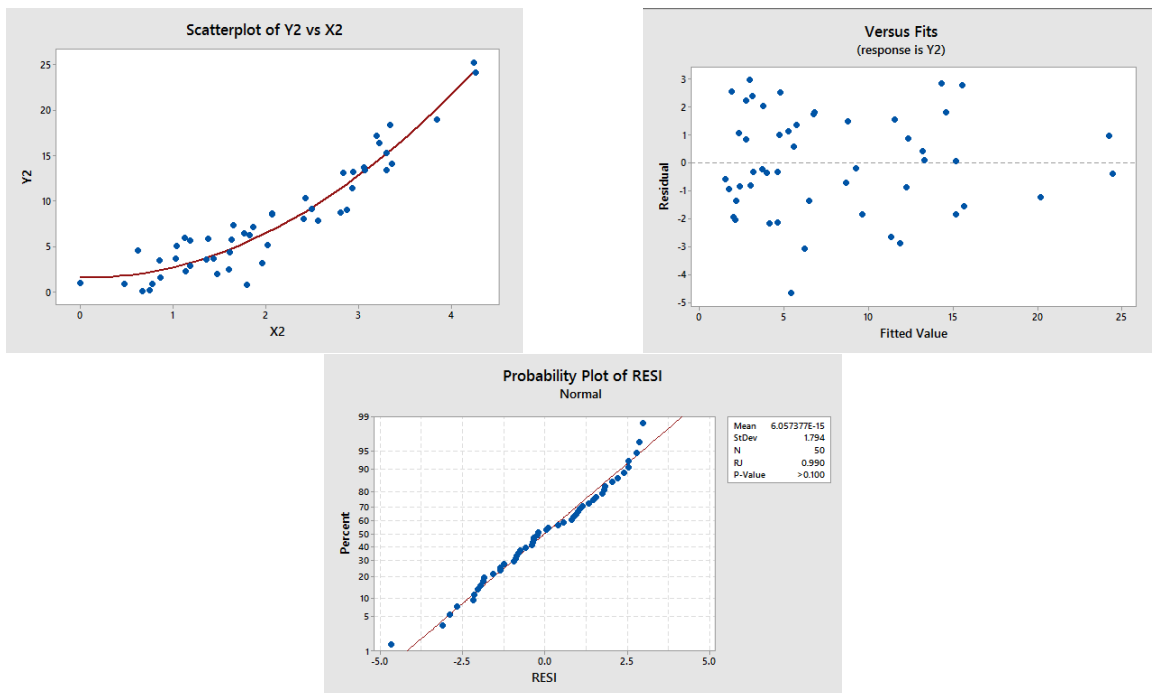 Scatterplot of Y2 vs X2
25
20
15
10
5
0
Y2
0 1 2 3 4
X2
Versus Fits
(response is Y2)
3
2
1
0
-1
-2
-3
-4
-5
Residual
0 5 10 15 20 25
Fitted Value
Probability Plot of RESI
Normal
99
95
90
80
70
60
50
40
30
20
10
5
1
Percent
-5.0 -2.5 0.0 2.5 5.0
RESI
Mean 6.057377E-15
StDev 1.794
N 50
RJ 0.990
P-Value >0.100